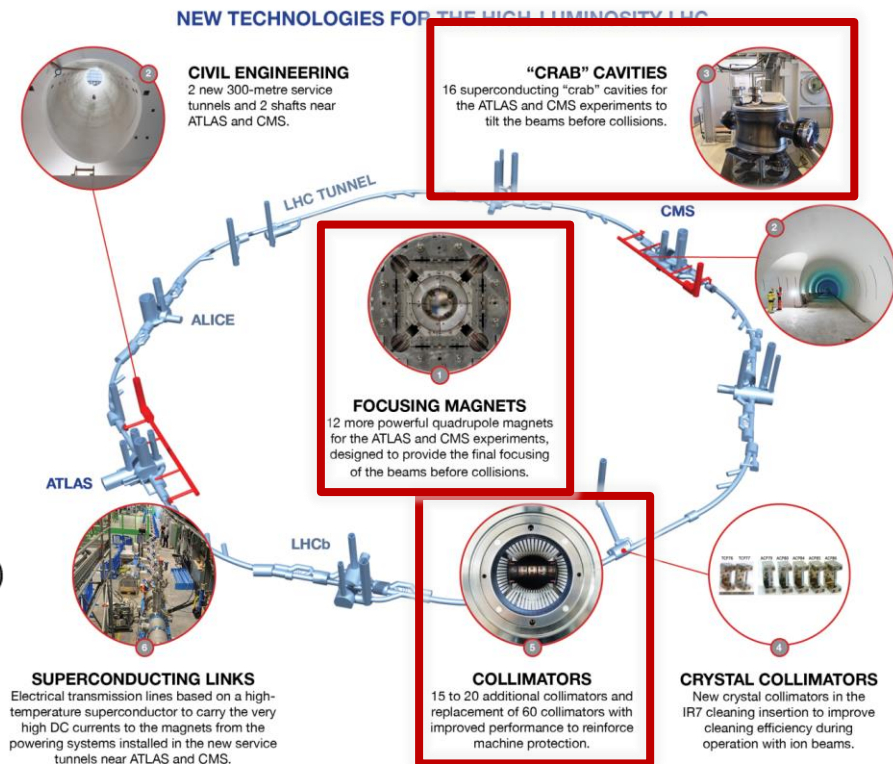 NEW TECHNOLOGIES FOR THE HIGH-LUMINOSITY LHC
2
CIVIL ENGINEERING
2 new 300-metre service
tunnels and 2 shafts near
ATLAS and CMS.
“CRAB” CAVITIES
16 superconducting “crab” cavities for
the ATLAS and CMS experiments to
tilt the beams before collisions.
3
LHC TUNNEL
CMS
2
ALICE
1
FOCUSING MAGNETS
12 more powerful quadrupole magnets
for the ATLAS and CMS experiments,
designed to provide the final focusing
of the beams before collisions.
ATLAS
LHCb
)
6
SUPERCONDUCTING LINKS
Electrical transmission lines based on a high-
temperature superconductor to carry the very
high DC currents to the magnets from the
powering systems installed in the new service
tunnels near ATLAS and CMS.
5
COLLIMATORS
15 to 20 additional collimators and
replacement of 60 collimators with
improved performance to reinforce
machine protection.
4
CRYSTAL COLLIMATORS
New crystal collimators in the
IR7 cleaning insertion to improve
cleaning efficiency during
operation with ion beams.